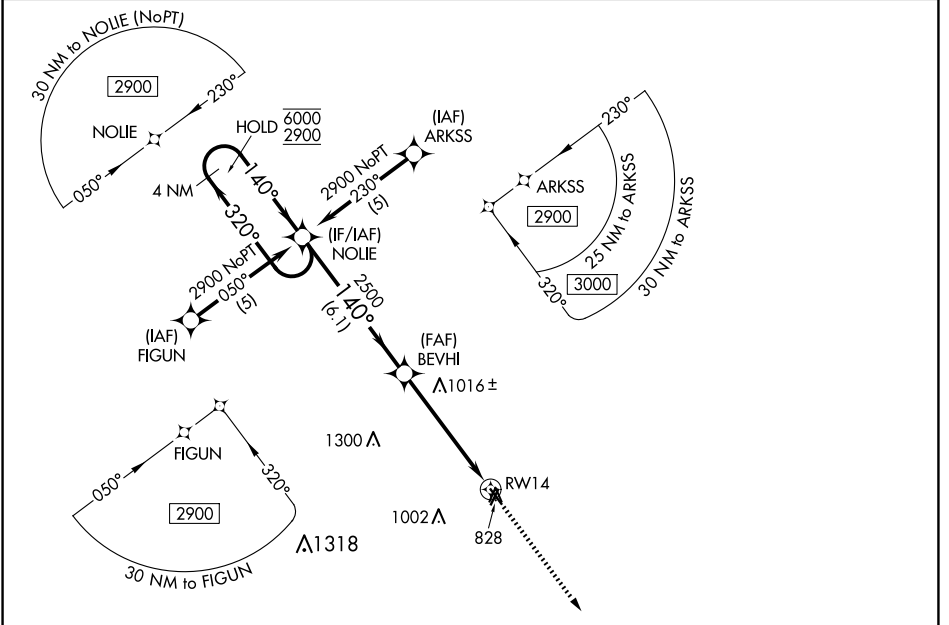 30 NM to NOLIE (NoPT)
2900
230°
NOLIE
050°
HOLD 6000
2900
(IAF)
ARKSS
4 NM
140°
320°
2900 NoPT
230°
(5)
(IF/IAF)
NOLIE
2900 NoPT
050°
(5)
(IAF)
FIGUN
2500
140°
(6.1)
(FAF)
BEVHI
1016 ±
1300
RW14
1002
828
230°
ARKSS
2900
25 NM to ARKSS
30 NM to ARKSS
320°
3000
FIGUN
050°
320°
2900
30 NM to FIGUN
1318